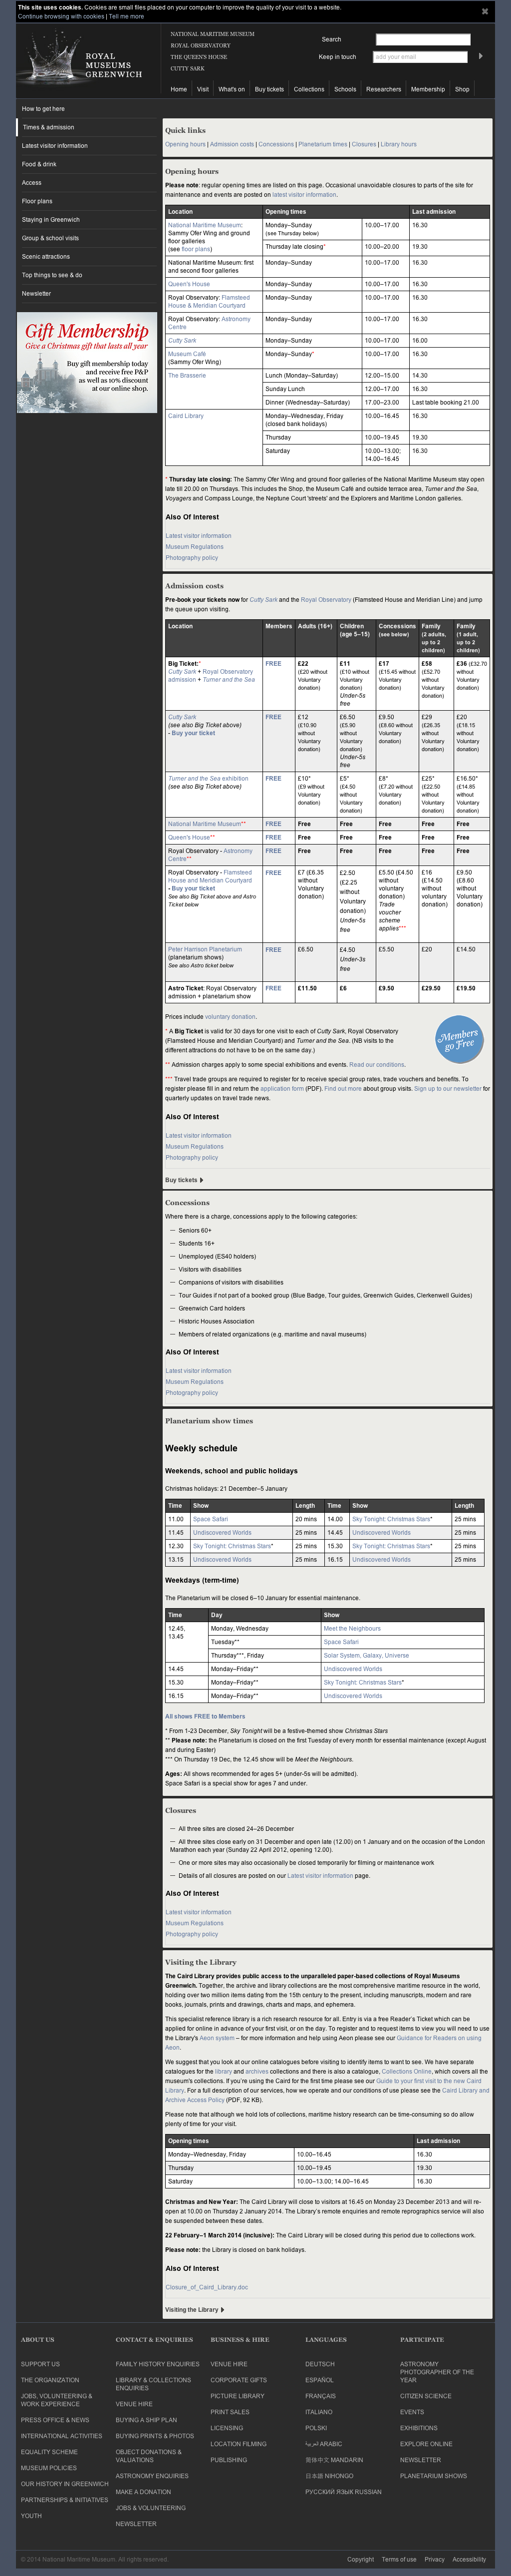 This site uses cookies. Cookies are small files placed on your computer to improve the quality of your visit to a website.
Continue browsing with cookies | Tell me more
ROYAL
MUSEUMS
GREENWICH
NATIONAL MARITIME MUSEUM
ROYAL OBSERVATORY
THE QUEEN'S HOUSE
CUTTY SARK
Search
Keep in touch
add your email
Home Visit What's on Buy tickets Collections Schools Researchers Membership Shop
How to get here
Times & admission
Latest visitor information
Food & drink
Access
Floor plans
Staying in Greenwich
Group & school visits
Scenic attractions
Top things to see & do
Newsletter
Gift Membership
Give a Christmas gift that lasts all year
Buy gift membership today
and receive free P&P
as well as 10% discount
at our online shop.
Quick links
Opening hours | Admission costs | Concessions | Planetarium times | Closures | Library hours
Opening hours
Please note: regular opening times are listed on this page. Occasional unavoidable closures to parts of the site for
maintenance and events are posted on latest visitor information.
Location Opening times Last admission
National Maritime Museum: Monday–Sunday 10.00–17.00 16.30
Sammy Ofer Wing and ground (see Thursday below)
floor galleries
(see floor plans)
Thursday late closing* 10.00–20.00 19.30
National Maritime Museum: first Monday–Sunday 10.00–17.00 16.30
and second floor galleries
Queen's House Monday–Sunday 10.00–17.00 16.30
Royal Observatory: Flamsteed Monday–Sunday 10.00–17.00 16.30
House & Meridian Courtyard
Royal Observatory: Astronomy Monday–Sunday 10.00–17.00 16.30
Centre
Cutty Sark Monday–Sunday 10.00–17.00 16.00
Museum Café Monday–Sunday* 10.00–17.00 16.30
(Sammy Ofer Wing)
The Brasserie Lunch (Monday–Saturday) 12.00–15.00 14.30
Sunday Lunch 12.00–17.00 16.30
Dinner (Wednesday–Saturday) 17.00–23.00 Last table booking 21.00
Caird Library Monday–Wednesday, Friday 10.00–16.45 16.30
(closed bank holidays)
Thursday 10.00–19.45 19.30
Saturday 10.00–13.00; 16.30
14.00–16.45
* Thursday late closing: The Sammy Ofer Wing and ground floor galleries of the National Maritime Museum stay open
late till 20.00 on Thursdays. This includes the Shop, the Museum Café and outside terrace area, Turner and the Sea,
Voyagers and Compass Lounge, the Neptune Court 'streets' and the Explorers and Maritime London galleries.
Also Of Interest
Latest visitor information
Museum Regulations
Photography policy
Admission costs
Pre-book your tickets now for Cutty Sark and the Royal Observatory (Flamsteed House and Meridian Line) and jump
the queue upon visiting.
Location Members Adults (16+) Children (age 5–15) Concessions (see below) Family (2 adults, up to 2 children) Family (1 adult, up to 2 children)
Big Ticket:* Cutty Sark + Royal Observatory admission + Turner and the Sea FREE £22 (£20 without Voluntary donation) £11 (£10 without Voluntary donation) Under-5s free £17 (£15.45 without Voluntary donation) £58 (£52.70 without Voluntary donation) £36 (£32.70 without Voluntary donation)
Cutty Sark (see also Big Ticket above) - Buy your ticket FREE £12 (£10.90 without Voluntary donation) £6.50 (£5.90 without Voluntary donation) Under-5s free £9.50 (£8.60 without Voluntary donation) £29 (£26.35 without Voluntary donation) £20 (£18.15 without Voluntary donation)
Turner and the Sea exhibition (see also Big Ticket above) FREE £10* (£9 without Voluntary donation) £5* (£4.50 without Voluntary donation) £8* (£7.20 without Voluntary donation) £25* (£22.50 without Voluntary donation) £16.50* (£14.85 without Voluntary donation)
National Maritime Museum** FREE Free Free Free Free Free
Queen's House** FREE Free Free Free Free Free
Royal Observatory - Astronomy Centre** FREE Free Free Free Free Free
Royal Observatory - Flamsteed House and Meridian Courtyard - Buy your ticket See also Big Ticket above and Astro Ticket below FREE £7 (£6.35 without Voluntary donation) £2.50 (£2.25 without Voluntary donation) Under-5s free £5.50 (£4.50 without voluntary donation) Trade voucher scheme applies*** £16 (£14.50 without voluntary donation) £9.50 (£8.60 without Voluntary donation)
Peter Harrison Planetarium (planetarium shows) See also Astro ticket below FREE £6.50 £4.50 Under-3s free £5.50 £20 £14.50
Astro Ticket: Royal Observatory admission + planetarium show FREE £11.50 £6 £9.50 £29.50 £19.50
Prices include voluntary donation.
* A Big Ticket is valid for 30 days for one visit to each of Cutty Sark, Royal Observatory
(Flamsteed House and Meridian Courtyard) and Turner and the Sea. (NB visits to the
different attractions do not have to be on the same day.)
Members
go Free
** Admission charges apply to some special exhibitions and events. Read our conditions.
*** Travel trade groups are required to register for to receive special group rates, trade vouchers and benefits. To
register please fill in and return the application form (PDF). Find out more about group visits. Sign up to our newsletter for
quarterly updates on travel trade news.
Also Of Interest
Latest visitor information
Museum Regulations
Photography policy
Buy tickets
Concessions
Where there is a charge, concessions apply to the following categories:
— Seniors 60+
— Students 16+
— Unemployed (ES40 holders)
— Visitors with disabilities
— Companions of visitors with disabilities
— Tour Guides if not part of a booked group (Blue Badge, Tour guides, Greenwich Guides, Clerkenwell Guides)
— Greenwich Card holders
— Historic Houses Association
— Members of related organizations (e.g. maritime and naval museums)
Also Of Interest
Latest visitor information
Museum Regulations
Photography policy
Planetarium show times
Weekly schedule
Weekends, school and public holidays
Christmas holidays: 21 December–5 January
Time Show Length Time Show Length
11.00 Space Safari 20 mins 14.00 Sky Tonight: Christmas Stars* 25 mins
11.45 Undiscovered Worlds 25 mins 14.45 Undiscovered Worlds 25 mins
12.30 Sky Tonight: Christmas Stars* 25 mins 15.30 Sky Tonight: Christmas Stars* 25 mins
13.15 Undiscovered Worlds 25 mins 16.15 Undiscovered Worlds 25 mins
Weekdays (term-time)
The Planetarium will be closed 6–10 January for essential maintenance.
Time Day Show
12.45, Monday, Wednesday Meet the Neighbours
13.45
Tuesday** Space Safari
Thursday***, Friday Solar System, Galaxy, Universe
14.45 Monday–Friday** Undiscovered Worlds
15.30 Monday–Friday** Sky Tonight: Christmas Stars*
16.15 Monday–Friday** Undiscovered Worlds
All shows FREE to Members
* From 1-23 December, Sky Tonight will be a festive-themed show Christmas Stars
** Please note: the Planetarium is closed on the first Tuesday of every month for essential maintenance (except August
and during Easter)
*** On Thursday 19 Dec, the 12.45 show will be Meet the Neighbours.
Ages: All shows recommended for ages 5+ (under-5s will be admitted).
Space Safari is a special show for ages 7 and under.
Closures
— All three sites are closed 24–26 December
— All three sites close early on 31 December and open late (12.00) on 1 January and on the occasion of the London
Marathon each year (Sunday 22 April 2012, opening 12.00).
— One or more sites may also occasionally be closed temporarily for filming or maintenance work
— Details of all closures are posted on our Latest visitor information page.
Also Of Interest
Latest visitor information
Museum Regulations
Photography policy
Visiting the Library
The Caird Library provides public access to the unparalleled paper-based collections of Royal Museums
Greenwich. Together, the archive and library collections are the most comprehensive maritime resource in the world,
holding over two million items dating from the 15th century to the present, including manuscripts, modern and rare
books, journals, prints and drawings, charts and maps, and ephemera.
This specialist reference library is a rich research resource for all. Entry is via a free Reader's Ticket which can be
applied for online in advance of your first visit, or on the day. To register and to request items to view you need to use
the Library's Aeon system – for more information and help using Aeon please see our Guidance for Readers on using
Aeon.
We suggest that you look at our online catalogues before visiting to identify items you want to see. We have separate
catalogues for the library and archives collections and there is also a catalogue, Collections Online, which covers all the
museum's collections. If you're using the Caird for the first time please see our Guide to your first visit to the new Caird
Library. For a full description of our services, how we operate and our conditions of use please see the Caird Library and
Archive Access Policy (PDF, 92 KB).
Please note that although we hold lots of collections, maritime history research can be time-consuming so do allow
plenty of time for your visit.
Opening times Last admission
Monday–Wednesday, Friday 10.00–16.45 16.30
Thursday 10.00–19.45 19.30
Saturday 10.00–13.00; 14.00–16.45 16.30
Christmas and New Year: The Caird Library will close to visitors at 16.45 on Monday 23 December 2013 and will re-
open at 10.00 on Thursday 2 January 2014. The Library's remote enquiries and remote reprographics service will also
be suspended between these dates.
22 February–1 March 2014 (inclusive): The Caird Library will be closed during this period due to collections work.
Please note: the Library is closed on bank holidays.
Also Of Interest
Closure_of_Caird_Library.doc
Visiting the Library
ABOUT US
SUPPORT US
THE ORGANIZATION
JOBS, VOLUNTEERING &
WORK EXPERIENCE
PRESS OFFICE & NEWS
INTERNATIONAL ACTIVITIES
EQUALITY SCHEME
MUSEUM POLICIES
OUR HISTORY IN GREENWICH
PARTNERSHIPS & INITIATIVES
YOUTH
CONTACT & ENQUIRIES
FAMILY HISTORY ENQUIRIES
LIBRARY & COLLECTIONS
ENQUIRIES
VENUE HIRE
BUYING A SHIP PLAN
BUYING PRINTS & PHOTOS
OBJECT DONATIONS &
VALUATIONS
ASTRONOMY ENQUIRIES
MAKE A DONATION
JOBS & VOLUNTEERING
NEWSLETTER
BUSINESS & HIRE
VENUE HIRE
CORPORATE GIFTS
PICTURE LIBRARY
PRINT SALES
LICENSING
LOCATION FILMING
PUBLISHING
LANGUAGES
DEUTSCH
ESPAÑOL
FRANÇAIS
ITALIANO
POLSKI
العربية ARABIC
简体中文 MANDARIN
日本語 NIHONGO
РУССКИЙ ЯЗЫК RUSSIAN
PARTICIPATE
ASTRONOMY
PHOTOGRAPHER OF THE
YEAR
CITIZEN SCIENCE
EVENTS
EXHIBITIONS
EXPLORE ONLINE
NEWSLETTER
PLANETARIUM SHOWS
© 2014 National Maritime Museum. All rights reserved.
Copyright Terms of use Privacy Accessibility